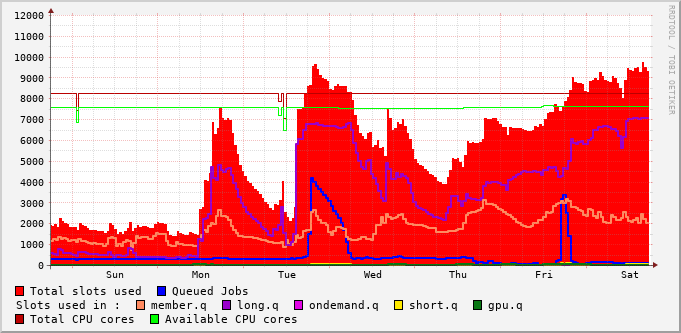 12000
11000
10000
9000
8000
7000
6000
5000
4000
3000
2000
1000
0
Sun Mon Tue Wed Thu Fri Sat
Total slots used Queued Jobs
Slots used in : member.q long.q ondemand.q short.q gpu.q
Total CPU cores Available CPU cores
RRDTOOL / TOBI OETIKER